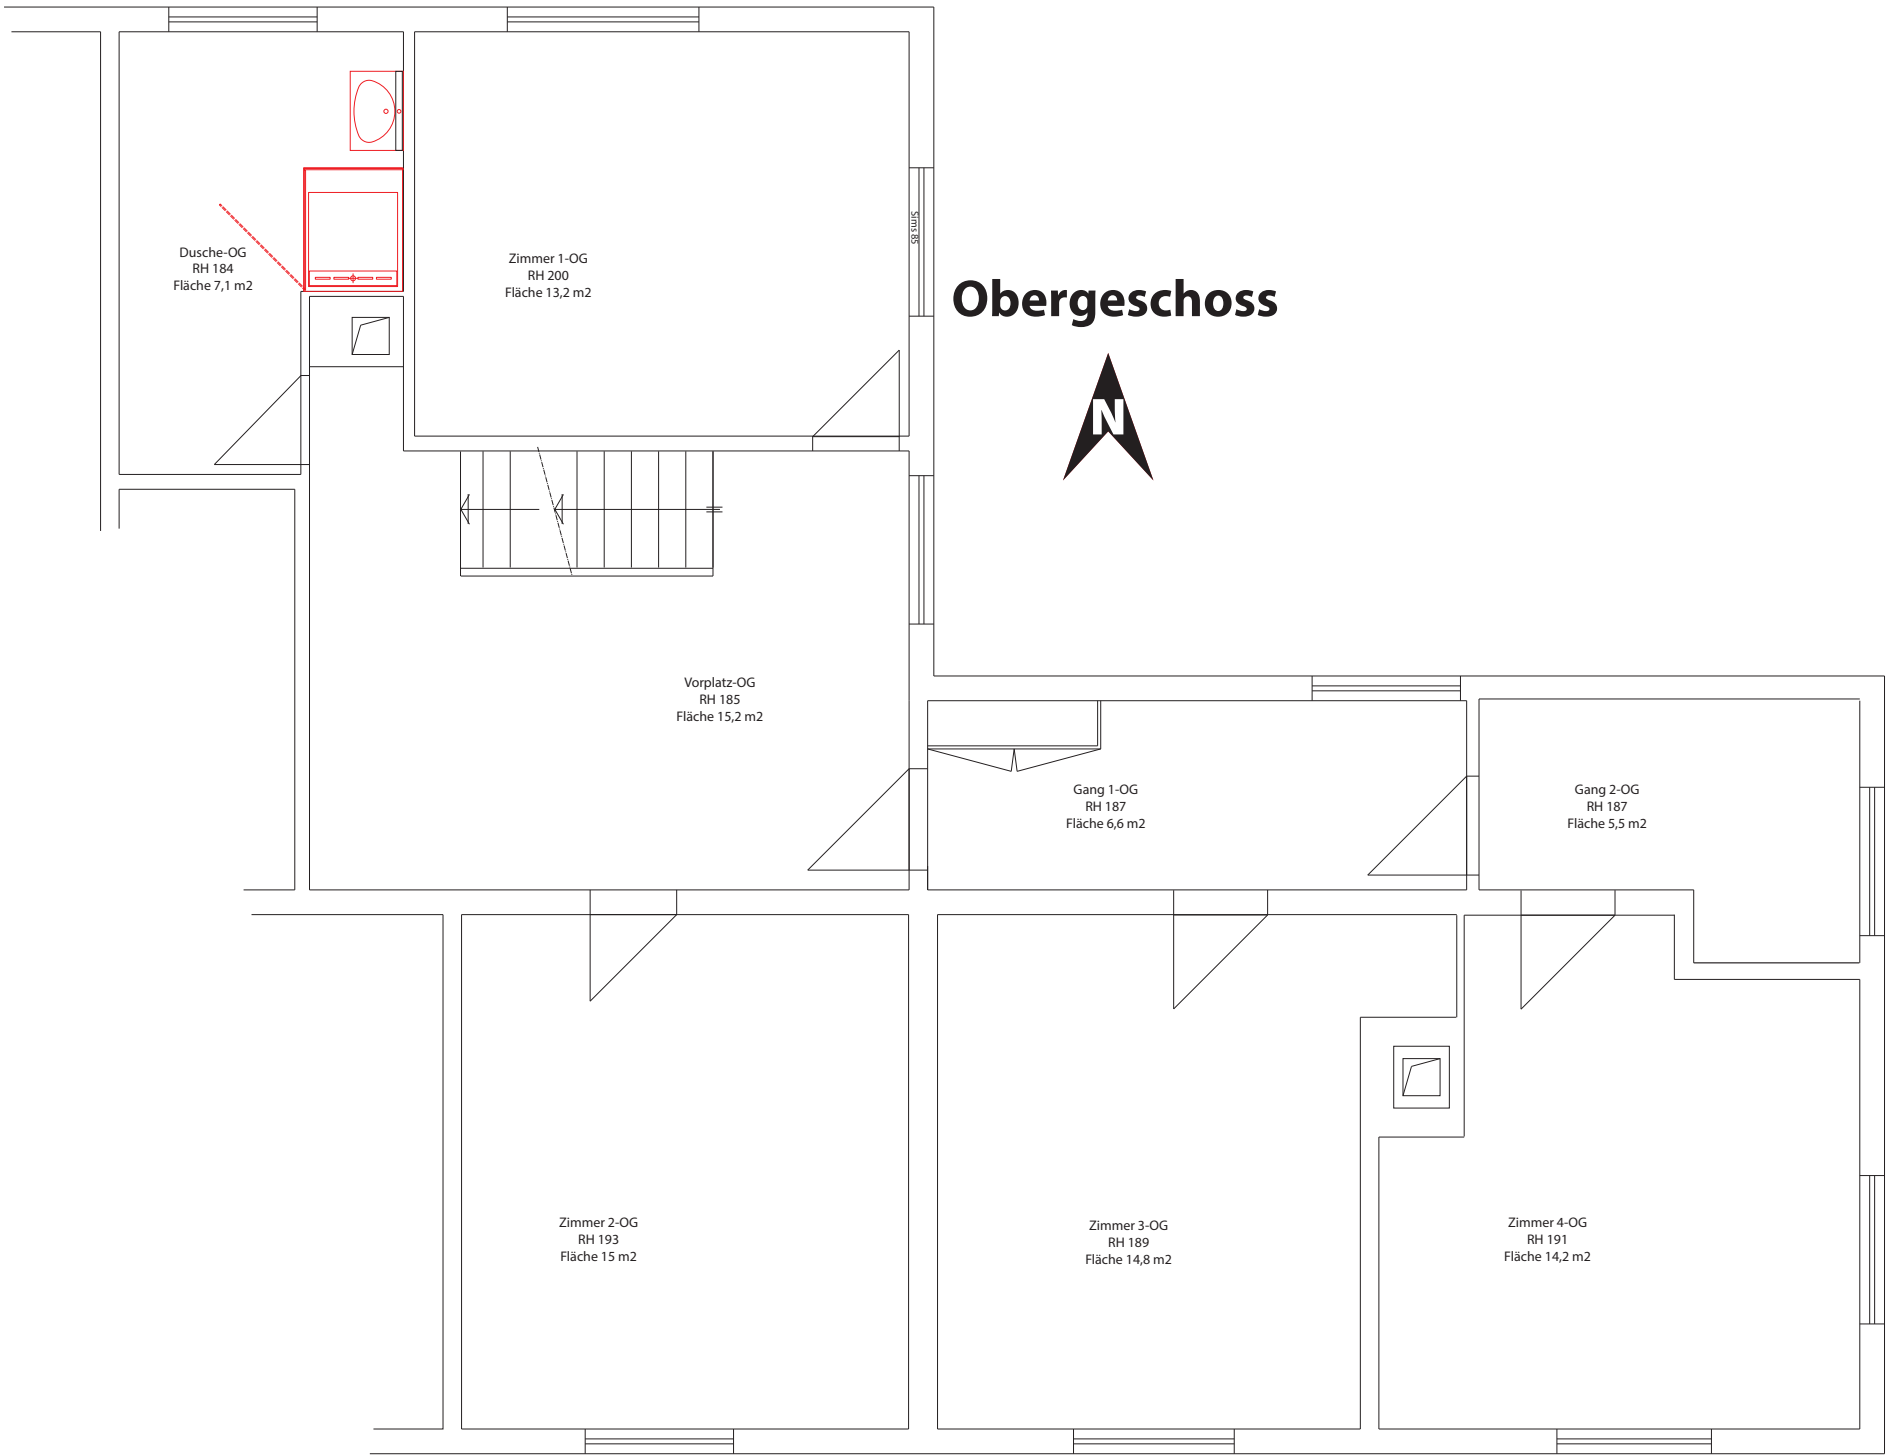 Dusche-OG
RH 184
Fläche 7,1 m2
Zimmer 1-OG
RH 200
Fläche 13,2 m2
Sims 85
Obergeschoss
N
Vorplatz-OG
RH 185
Fläche 15,2 m2
Gang 1-OG
RH 187
Fläche 6,6 m2
Gang 2-OG
RH 187
Fläche 5,5 m2
Zimmer 2-OG
RH 193
Fläche 15 m2
Zimmer 3-OG
RH 189
Fläche 14,8 m2
Zimmer 4-OG
RH 191
Fläche 14,2 m2